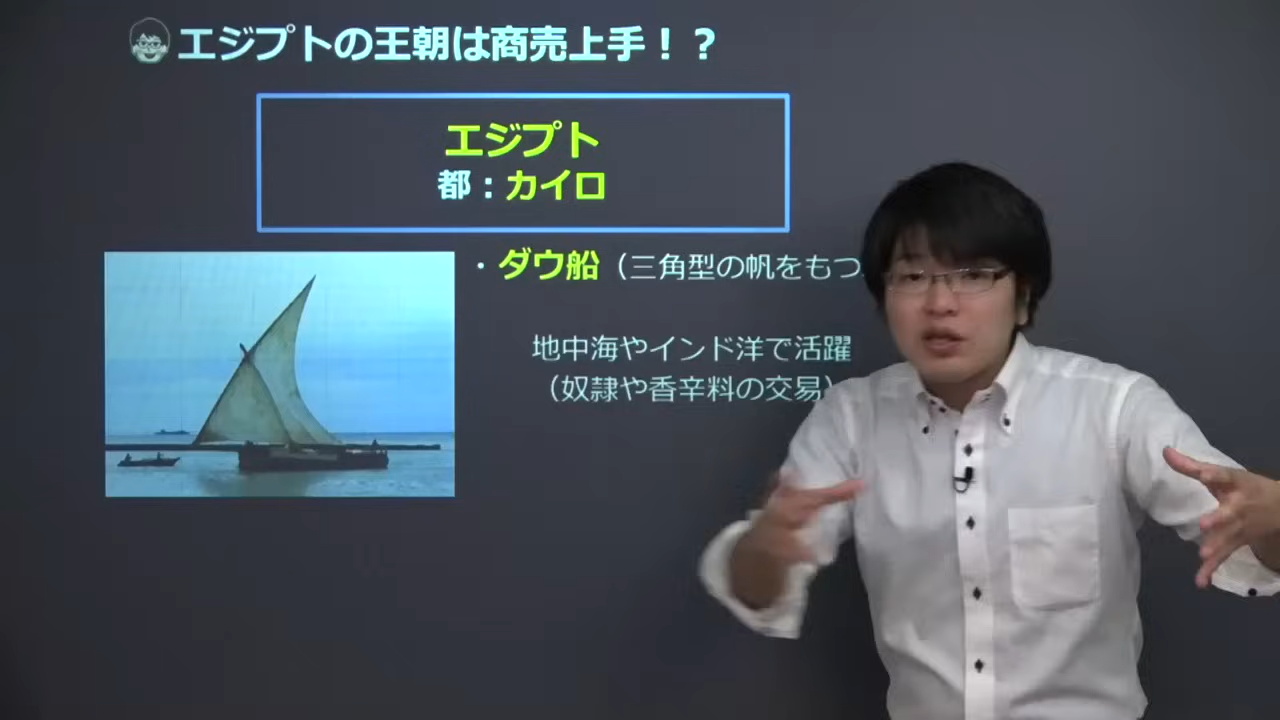 エジプトの王朝は商売上手！？
エジプト
都：カイロ
・ダウ船（三角型の帆をもつ
地中海やインド洋で活躍
（奴隷や香辛料の交易）